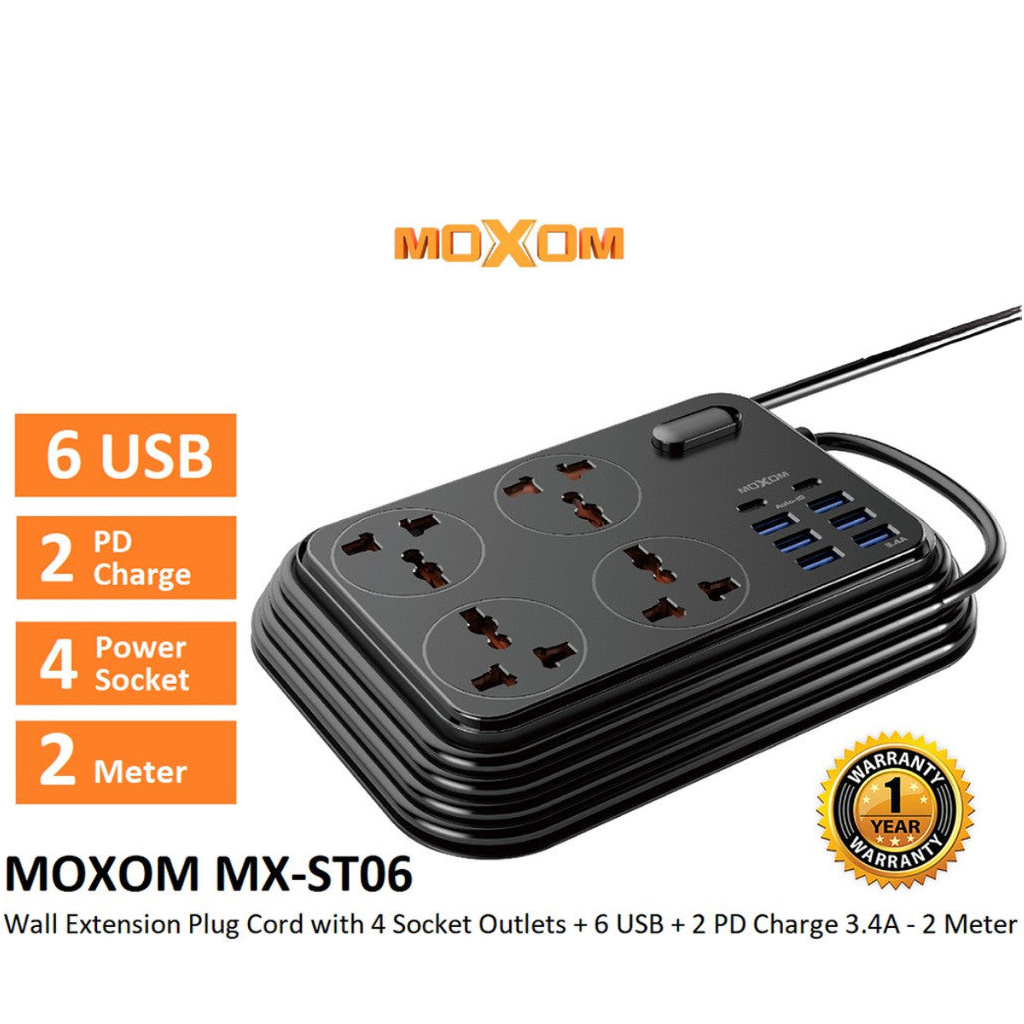 MOXOM
6 USB
2 PD
Charge
4 Power
Socket
2 Meter
MOXOM
Auto-ID
3.4A
WARRANTY
1
YEAR
WARRANTY
MOXOM MX-ST06
Wall Extension Plug Cord with 4 Socket Outlets + 6 USB + 2 PD Charge 3.4A - 2 Meter